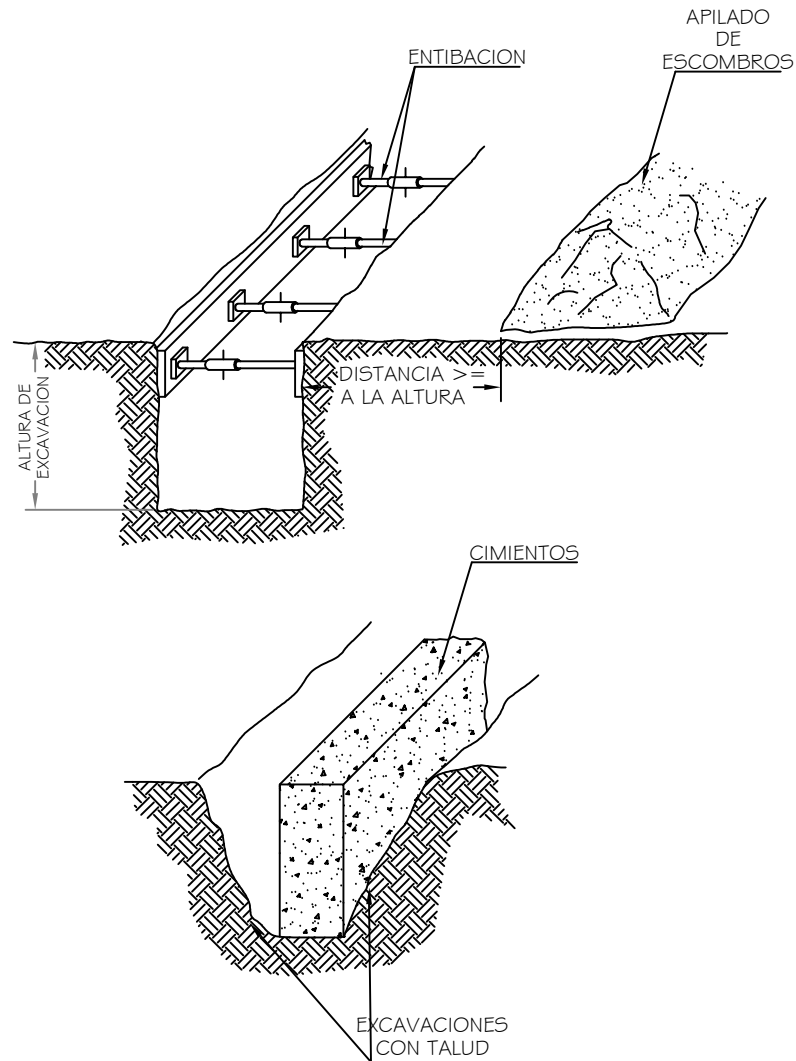 APILADO
DE
ESCOMBROS
ENTIBACION
ALTURA DE
EXCAVACION
DISTANCIA >=
A LA ALTURA
CIMIENTOS
EXCAVACIONES
CON TALUD